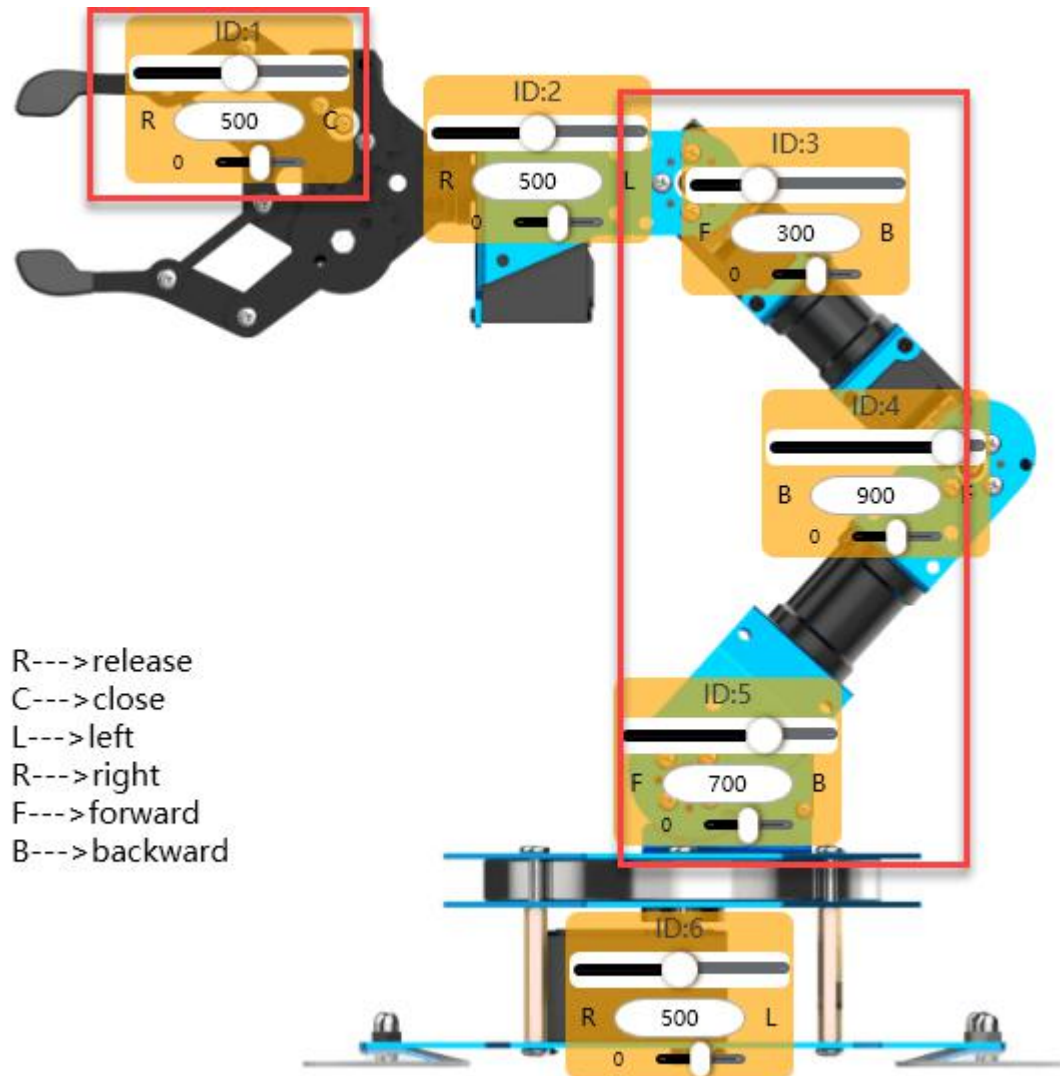 ID:1
R 500 C
0
ID:2
R 500 L
0
ID:3
F 300 B
0
ID:4
B 900 F
0
R--->release
C--->close
L--->left
R--->right
F--->forward
B--->backward
ID:5
F 700 B
0
ID:6
R 500 L
0